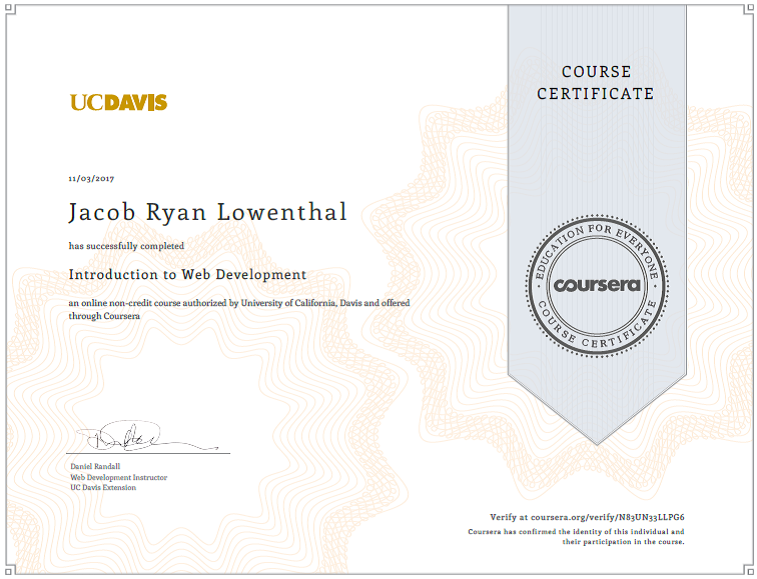 COURSE
CERTIFICATE
UCDAVIS
11/03/2017
Jacob Ryan Lowenthal
has successfully completed
Introduction to Web Development
an online non-credit course authorized by University of California, Davis and offered
through Coursera
EDUCATION FOR EVERYONE
coursera
COURSE CERTIFICATE
Daniel Randall
Web Development Instructor
UC Davis Extension
Verify at coursera.org/verify/N83UN33LLPG6
Coursera has confirmed the identity of this individual and
their participation in the course.